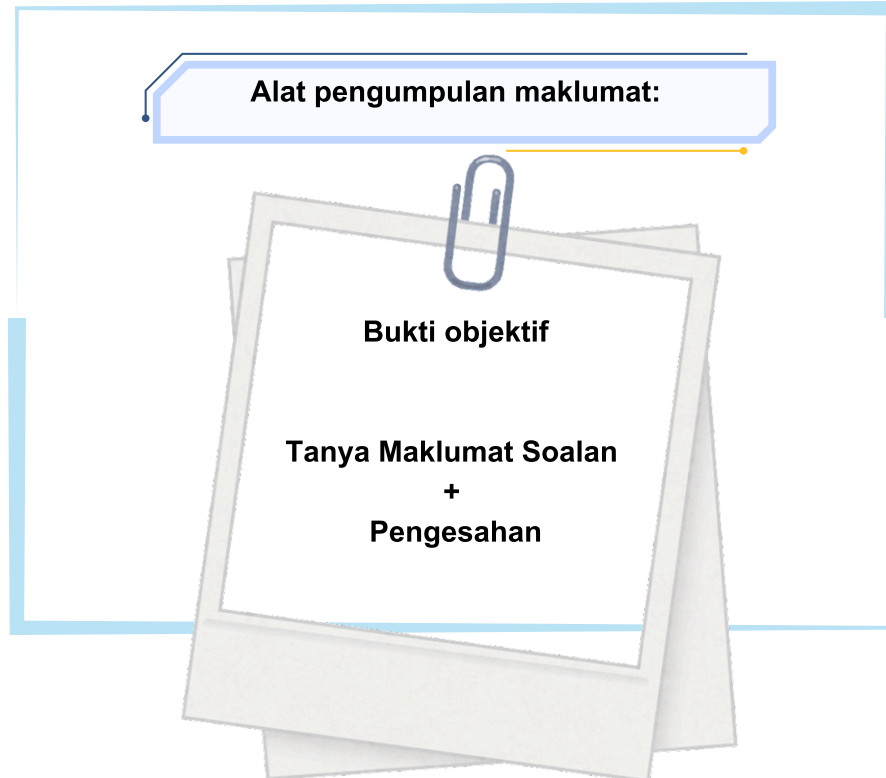 Alat pengumpulan maklumat:
Bukti objektif
Tanya Maklumat Soalan
+
Pengesahan